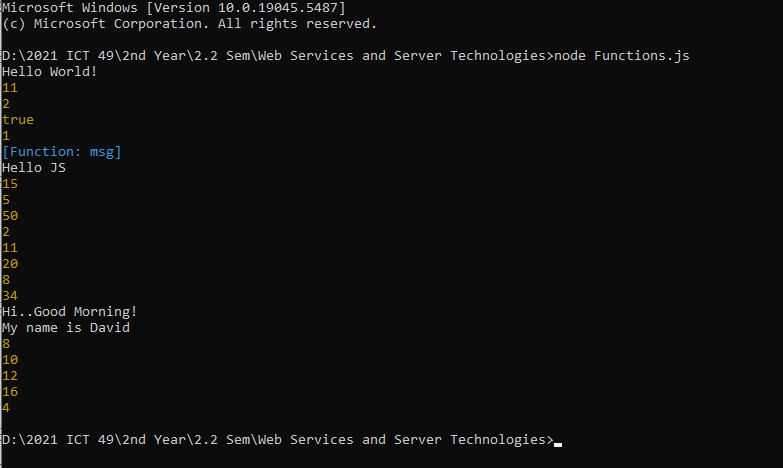 Microsoft Windows [Version 10.0.19045.5487]
(c) Microsoft Corporation. All rights reserved.
D:\2021 ICT 49\2nd Year\2.2 Sem\Web Services and Server Technologies>node Functions.js
Hello World!
11
2
true
1
[Function: msg]
Hello JS
15
5
50
2
11
20
8
34
Hi..Good Morning!
My name is David
8
10
12
16
4
D:\2021 ICT 49\2nd Year\2.2 Sem\Web Services and Server Technologies>